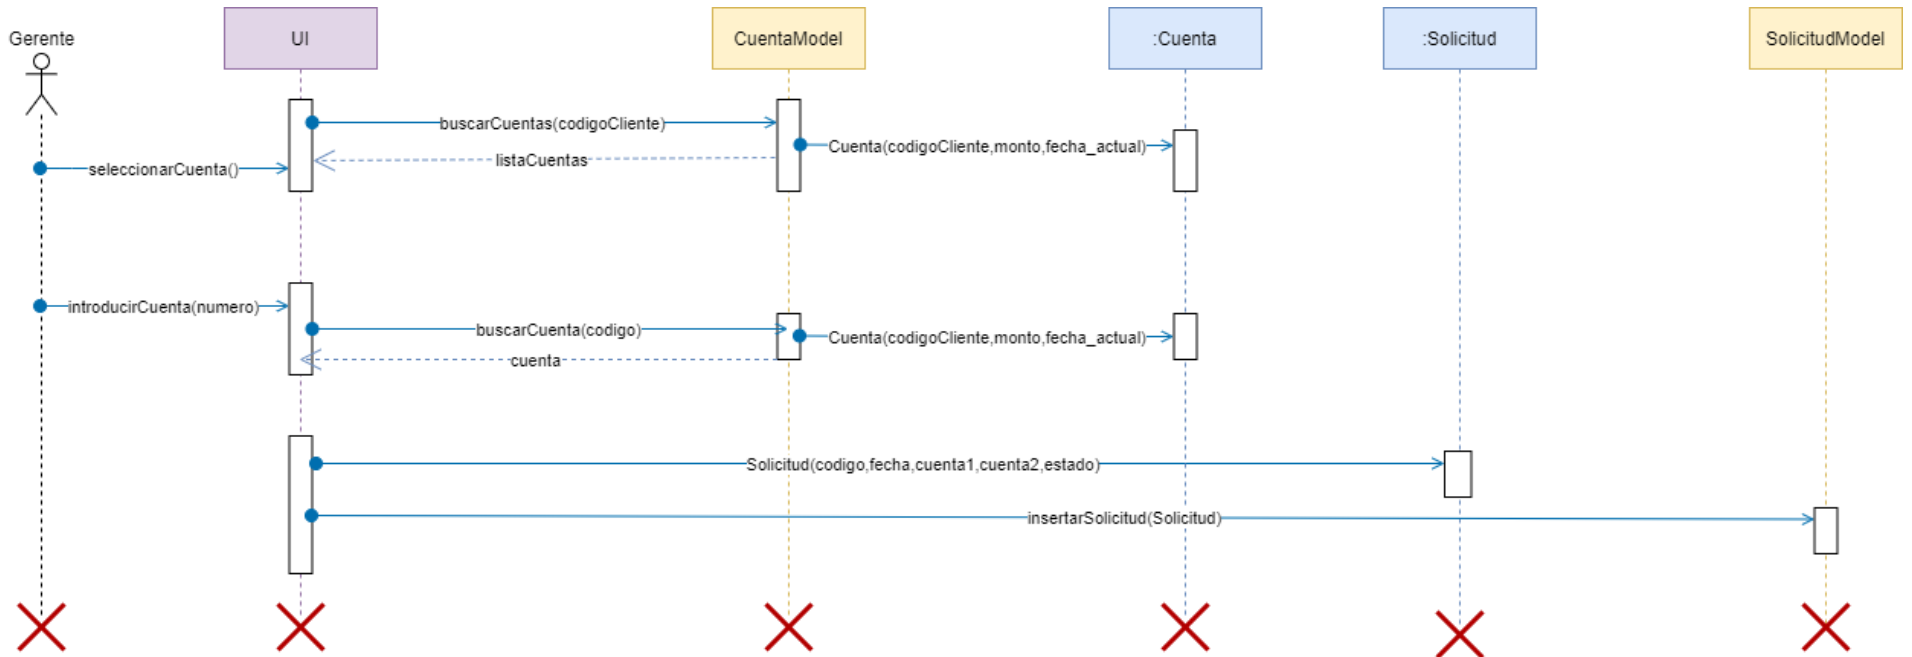 Gerente
UI
CuentaModel
:Cuenta
:Solicitud
SolicitudModel
buscarCuentas(codigoCliente)
Cuenta(codigoCliente,monto,fecha_actual)
listaCuentas
seleccionarCuenta()
introducirCuenta(numero)
buscarCuenta(codigo)
Cuenta(codigoCliente,monto,fecha_actual)
cuenta
Solicitud(codigo,fecha,cuenta1,cuenta2,estado)
insertarSolicitud(Solicitud)